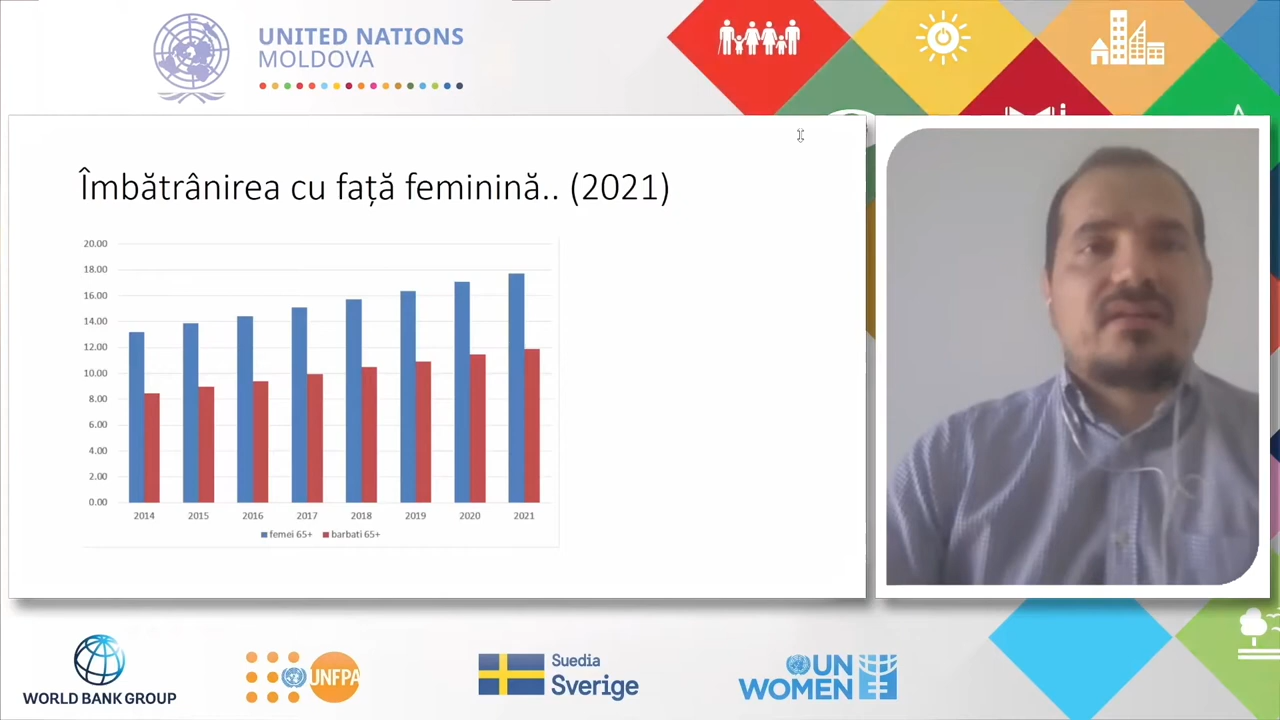 UNITED NATIONS
MOLDOVA
Îmbătrânirea cu față feminină.. (2021)
20.00
18.00
16.00
14.00
12.00
10.00
8.00
6.00
4.00
2.00
0.00
2014 2015 2016 2017 2018 2019 2020 2021
femei 65+ barbati 65+
WORLD BANK GROUP
UNFPA
Suedia
Sverige
UN
WOMEN